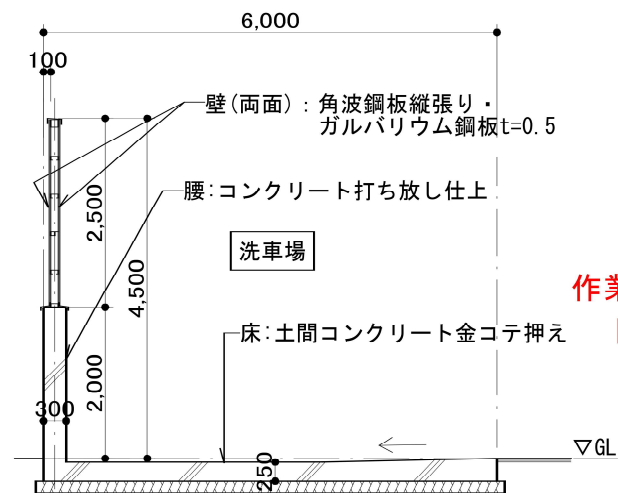 6,000
100
壁(両面)：角波鋼板縦張り・
ガルバリウム鋼板t=0.5
腰:コンクリート打ち放し仕上
2,500
4,500
洗車場
作業
床:土間コンクリート金コテ押え
2,000
300
▽GL
250